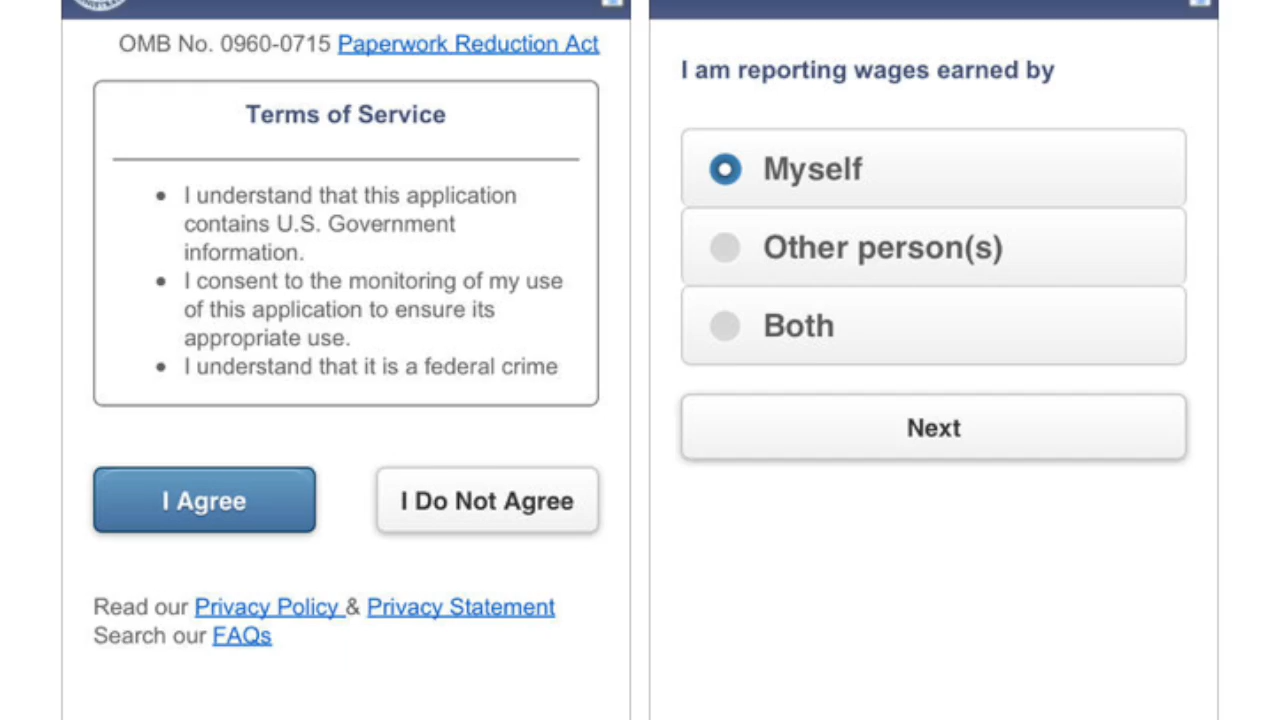 OMB No. 0960-0715 Paperwork Reduction Act
Terms of Service
I understand that this application
contains U.S. Government
information.
I consent to the monitoring of my use
of this application to ensure its
appropriate use.
I understand that it is a federal crime
I Agree
I Do Not Agree
Read our Privacy Policy & Privacy Statement
Search our FAQs
I am reporting wages earned by
Myself
Other person(s)
Both
Next